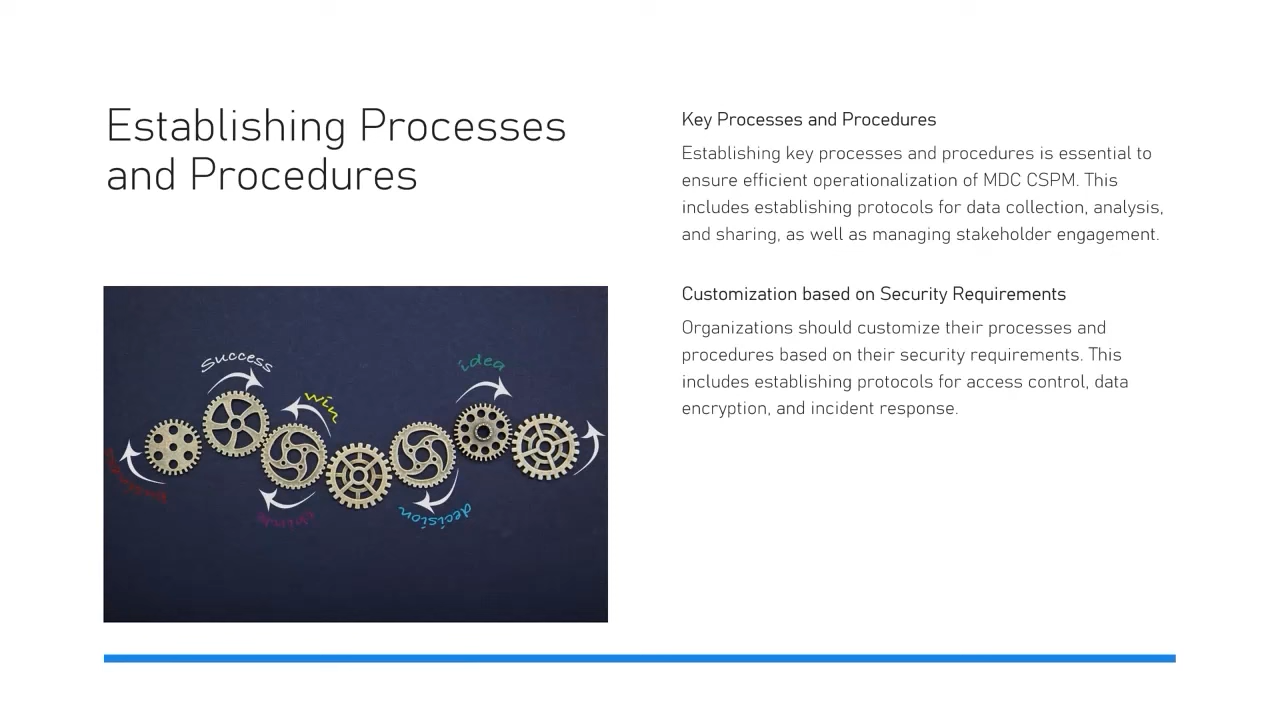 Establishing Processes
and Procedures
Key Processes and Procedures
Establishing key processes and procedures is essential to
ensure efficient operationalization of MDC CSPM. This
includes establishing protocols for data collection, analysis,
and sharing, as well as managing stakeholder engagement.
Customization based on Security Requirements
Organizations should customize their processes and
procedures based on their security requirements. This
includes establishing protocols for access control, data
encryption, and incident response.
Success
win
idea
think
decision